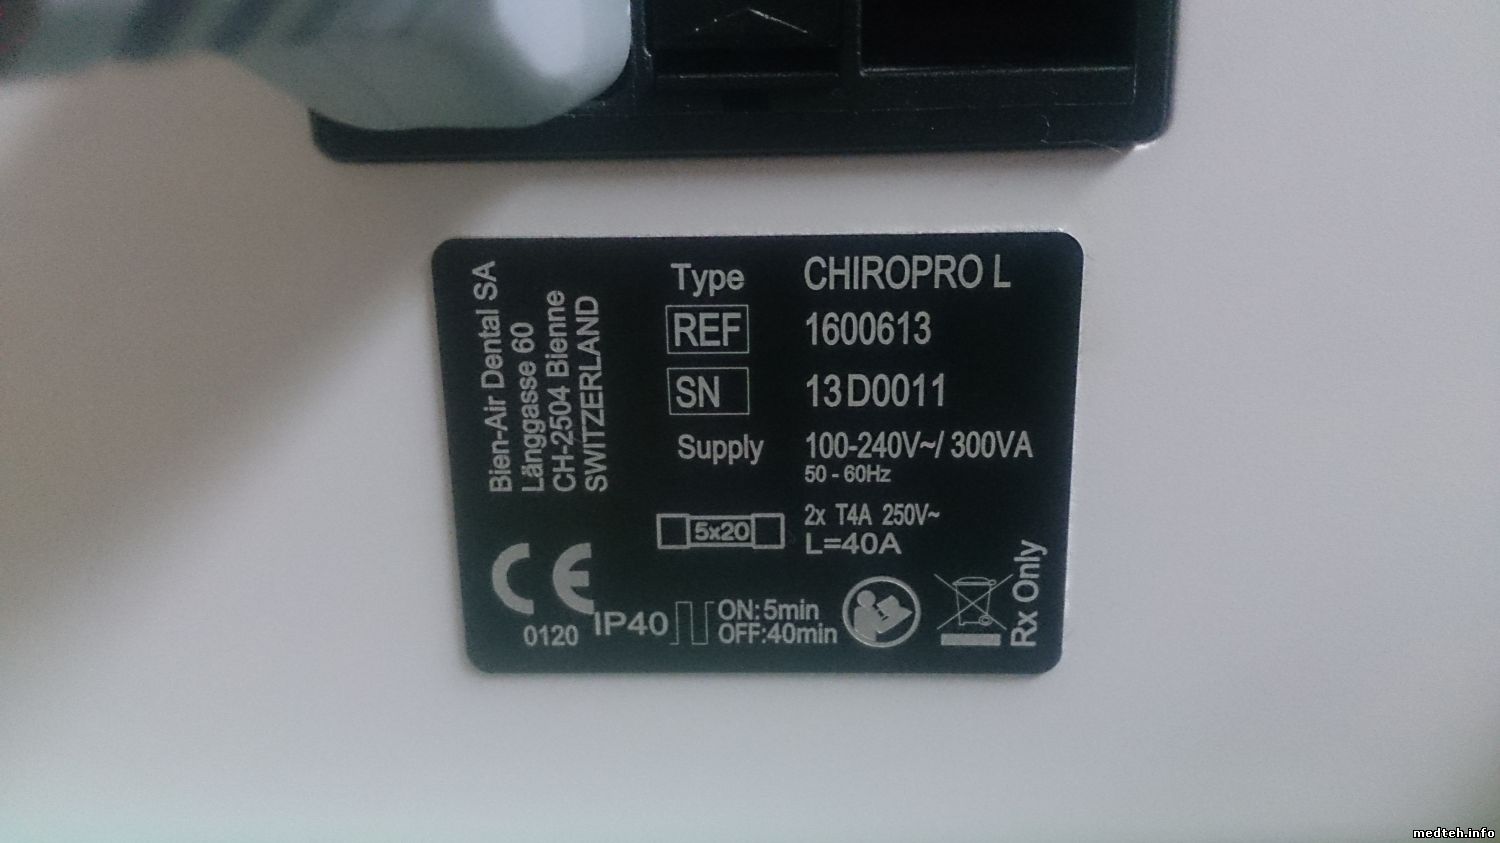 Bien-Air Dental SA
Länggasse 60
CH-2504 Bienne
SWITZERLAND
Type CHIROPRO L
REF 1600613
SN 13D0011
Supply 100-240V~/ 300VA
50 - 60Hz
5x20 2x T4A 250V~
L=40A
CE
0120
IP40
ON: 5min
OFF:40min
Rx Only
medteh.info